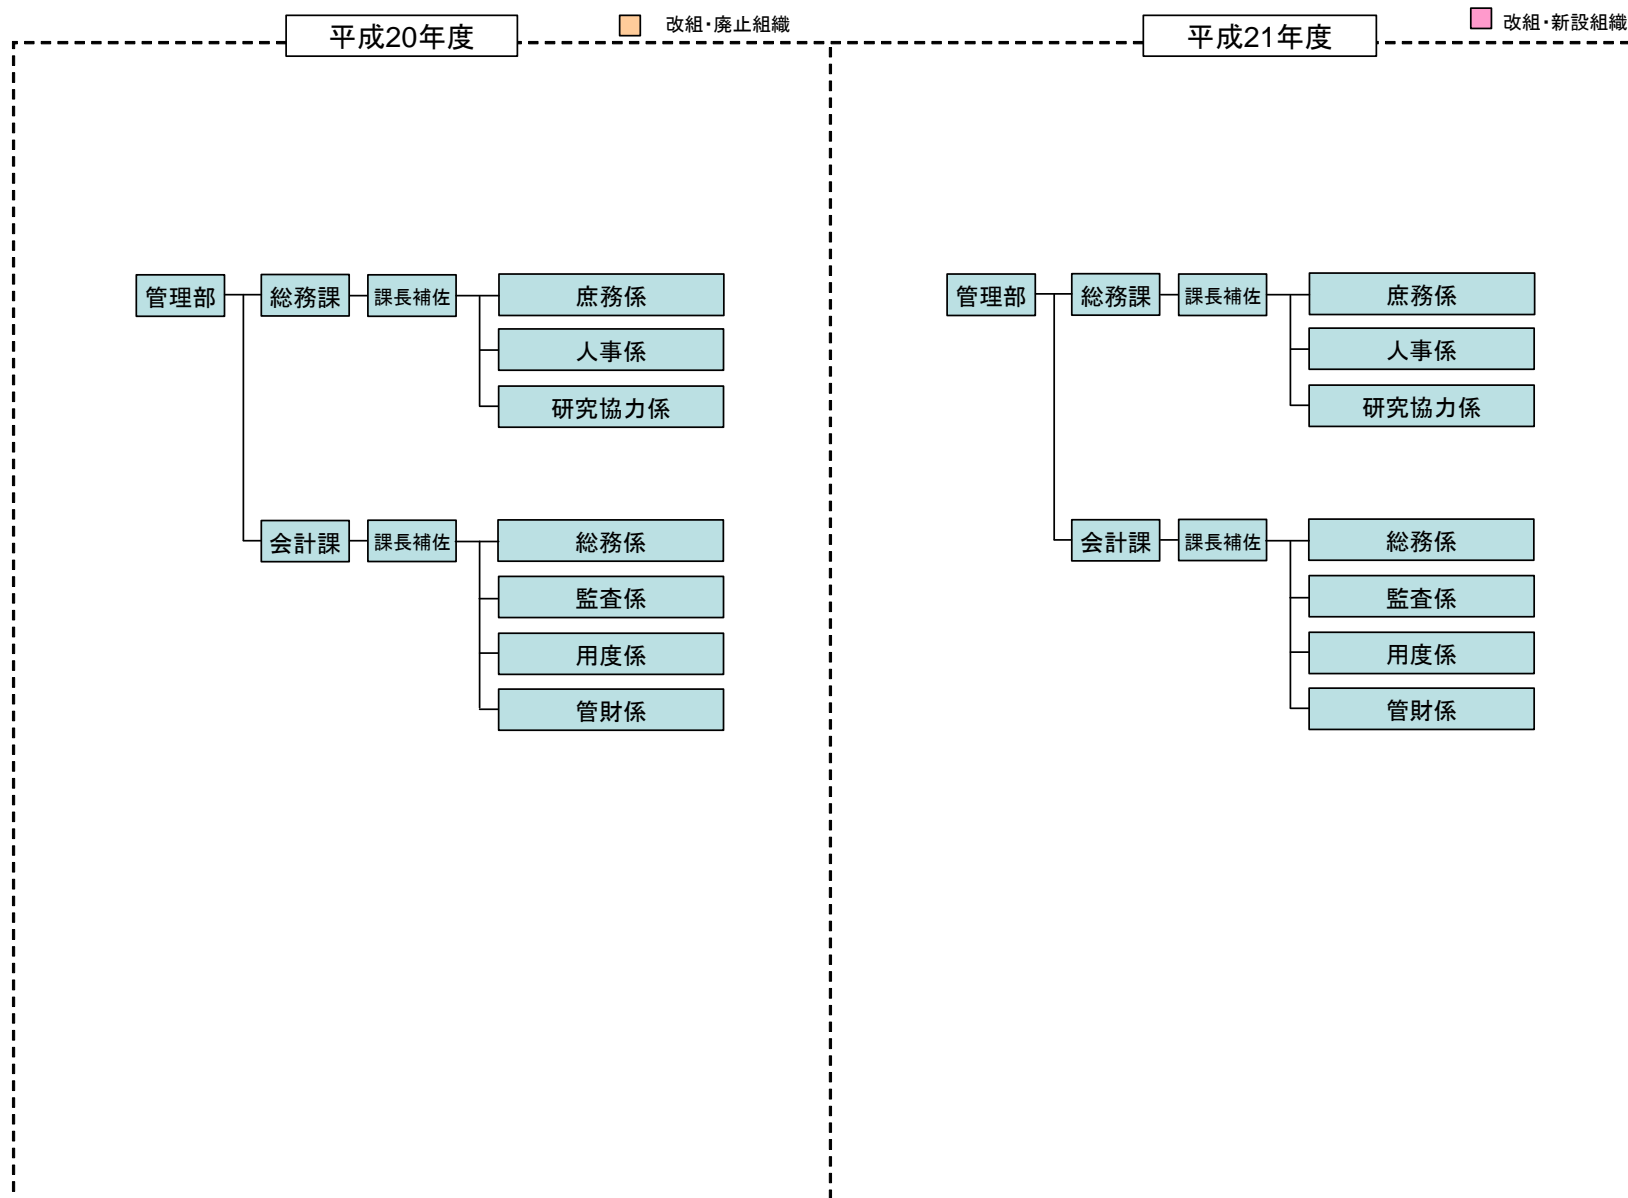 平成20年度
改組・廃止組織
管理部
総務課
課長補佐
庶務係
人事係
研究協力係
会計課
課長補佐
総務係
監査係
用度係
管財係
平成21年度
改組・新設組織
管理部
総務課
課長補佐
庶務係
人事係
研究協力係
会計課
課長補佐
総務係
監査係
用度係
管財係